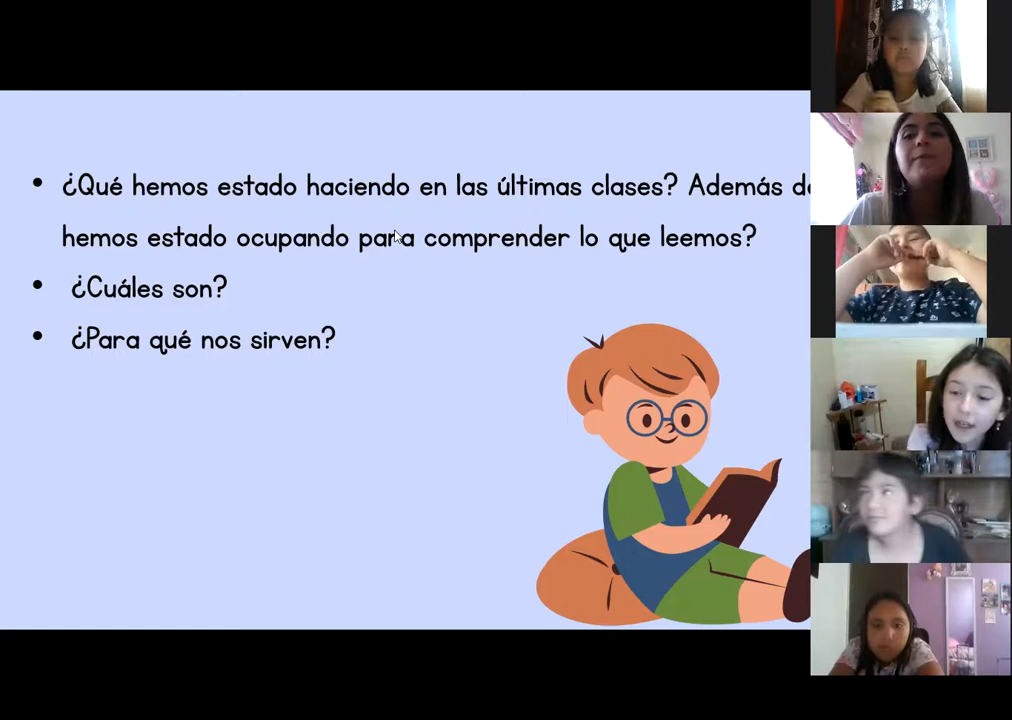 • ¿Qué hemos estado haciendo en las últimas clases? Además
hemos estado ocupando para comprender lo que leemos?
• ¿Cuáles son?
• ¿Para qué nos sirven?